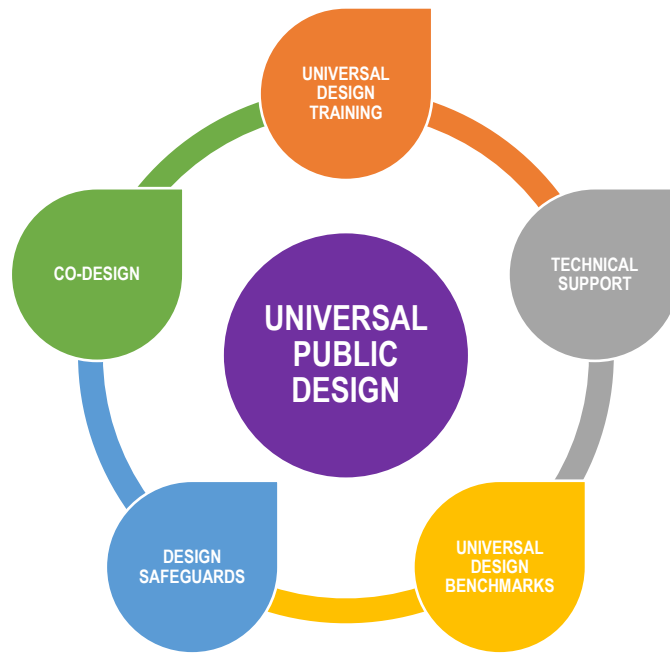 UNIVERSAL
DESIGN
TRAINING
TECHNICAL
SUPPORT
UNIVERSAL
DESIGN
BENCHMARKS
DESIGN
SAFEGUARDS
CO-DESIGN
UNIVERSAL
PUBLIC
DESIGN